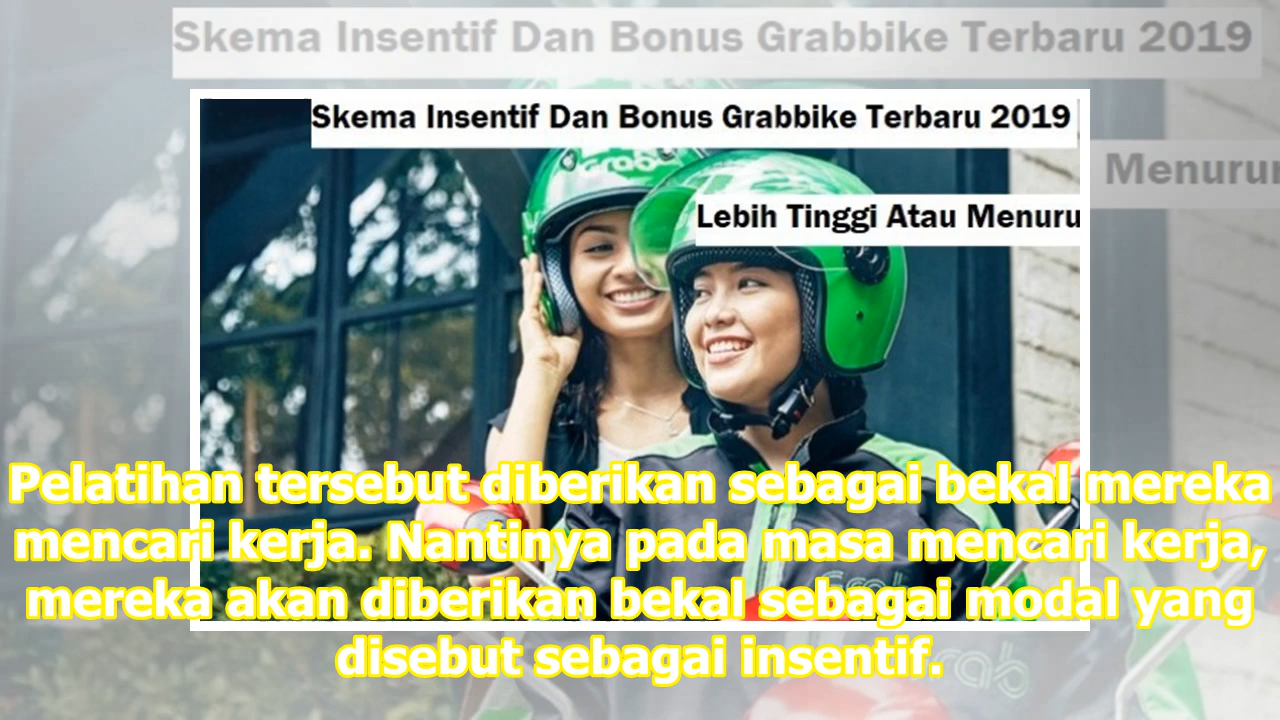 Skema Insentif Dan Bonus Grabbike Terbaru 2019
Skema Insentif Dan Bonus Grabbike Terbaru 2019
Menurun
Grab
Lebih Tinggi Atau Menuru
Pelatihan tersebut diberikan sebagai bekal mereka
mencari kerja. Nantinya pada masa mencari kerja,
mereka akan diberikan bekal sebagai modal yang
disebut sebagai insentif.
Grab